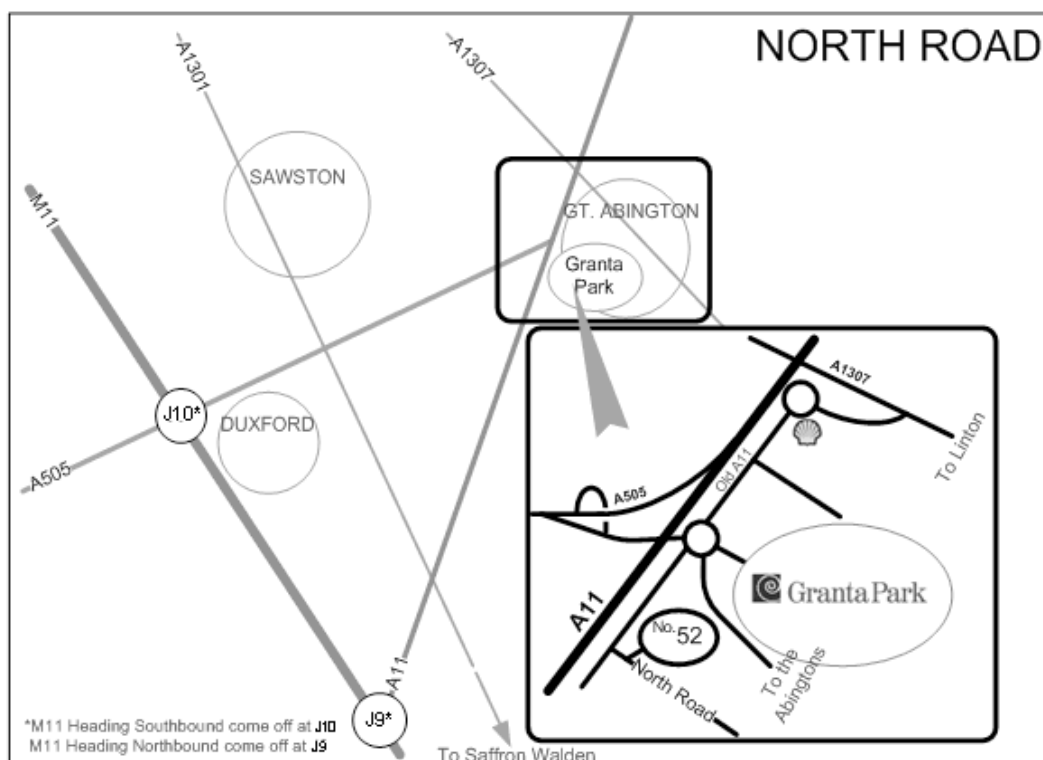 NORTH ROAD
A1301
A1307
SAWSTON
M11
GT. ABINGTON
Granta
Park
J10*
DUXFORD
A505
A1307
To Linton
Old A11
A505
GrantaPark
A11
No. 52
To the
Abingtons
North Road
A11
J9*
*M11 Heading Southbound come off at J10
M11 Heading Northbound come off at J9
To Saffron Walden